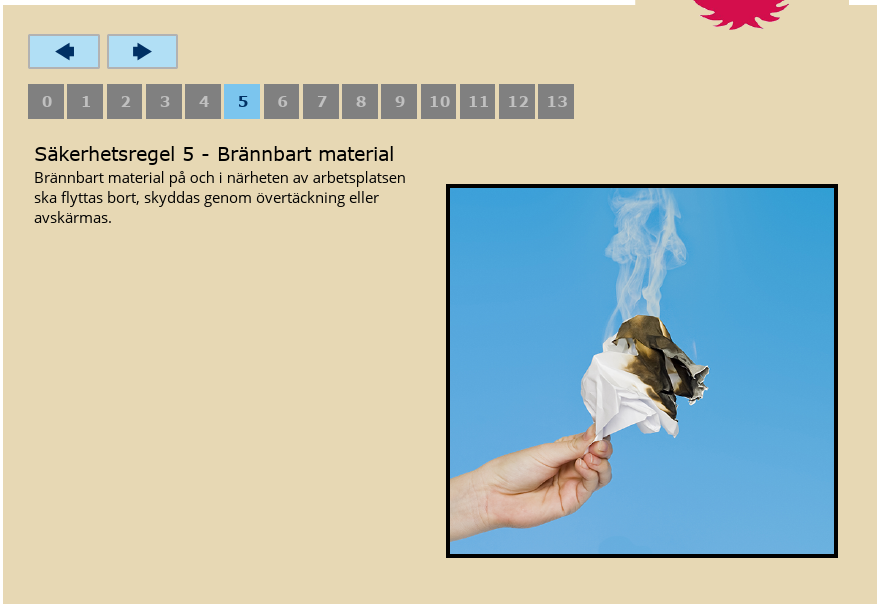 0 1 2 3 4 5 6 7 8 9 10 11 12 13
Säkerhetsregel 5 - Brännbart material
Brännbart material på och i närheten av arbetsplatsen
ska flyttas bort, skyddas genom övertäckning eller
avskärmas.